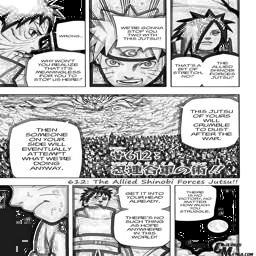 THE
ALLIED
SHINOBI
FORCES
JUTSU?
THAT'S A
BIT OF
STRETCH,
NO?
WE'RE GONNA
STOP YOU
TWO WITH
THIS JUTSU!!
WRONG..
WHY WON'T
YOU REALIZE
THAT IT'S
MEANINGLESS
FOR YOU TO
STOP US HERE?
THIS JUTSU
OF YOURS
WILL CRUMBLE
TO DUST
AFTER THE
WAR.
THEN
SOMEONE
ON YOUR
SIDE WILL
EVENTUALLY
ATTEMPT
WHAT WE'RE
DOING
ANYWAY.
612: The Allied Shinobi Forces Jutsu!!
THERE
IS NO
VICTORY, NO
MATTER
HOW MUCH
YOU
STRUGGLE.
GET IT INTO
YOUR HEAD
ALREADY.
THERE'S NO
SUCH THING
AS HOPE
ANYWHERE
IN THIS
WORLD!